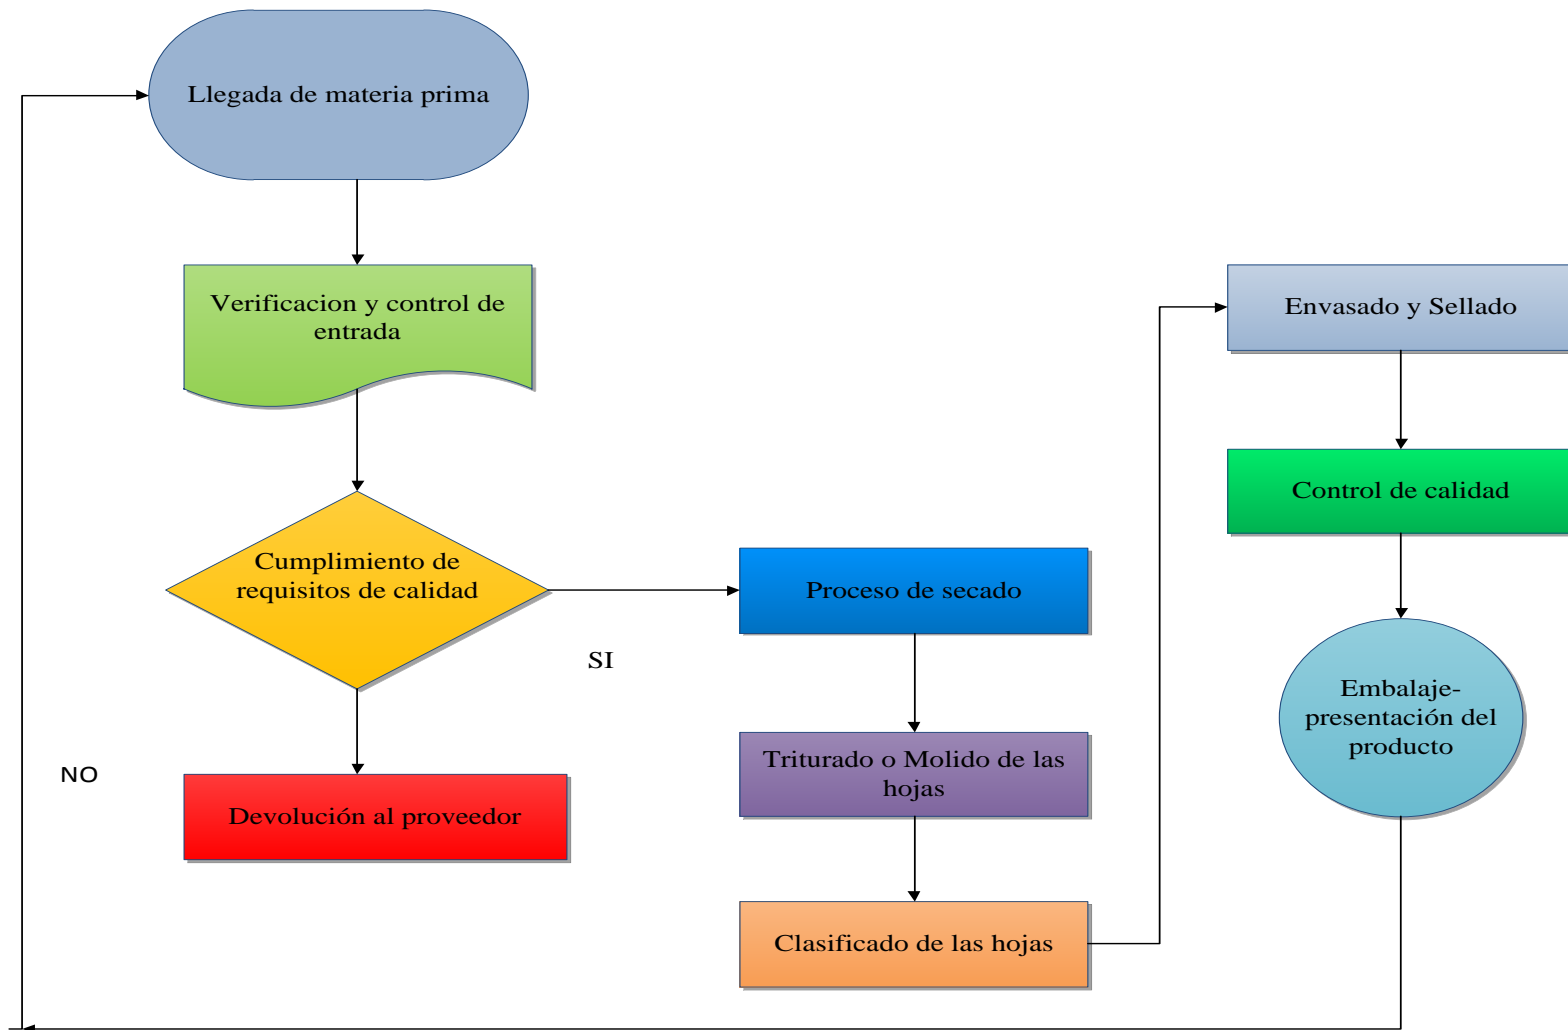 Llegada de materia prima
Verificacion y control de
entrada
Cumplimiento de
requisitos de calidad
SI
NO
Devolución al proveedor
Proceso de secado
Triturado o Molido de las
hojas
Clasificado de las hojas
Envasado y Sellado
Control de calidad
Embalaje-
presentación del
producto